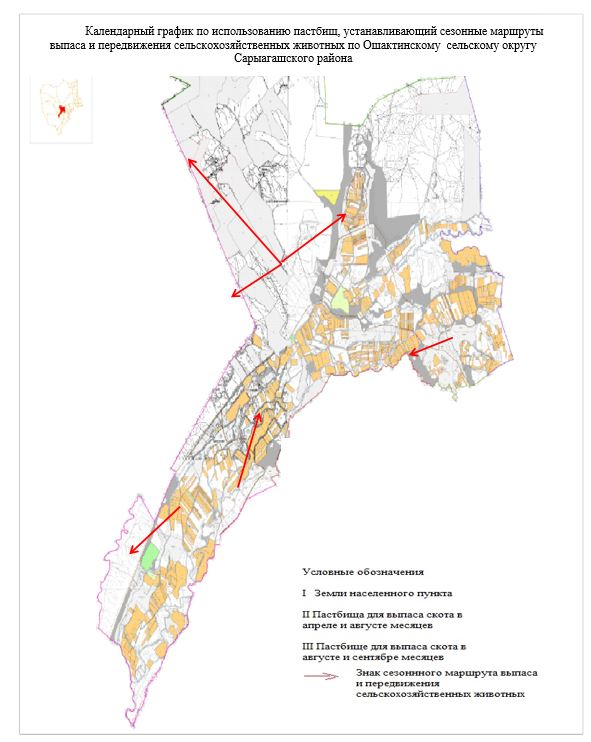 Календарный график по использованию пастбищ, устанавливающий сезонные маршруты
выпаса и передвижения сельскохозяйственных животных по Ошактинскому сельскому округу
Сарыагашского района
Условные обозначения
I Земли населенного пункта
II Пастбища для выпаса скота в
апреле и августе месяцев
III Пастбище для выпаса скота в
августе и сентябре месяцев
Знак сезоннного маршрута выпаса
и передвижения
сельскохозяйственных животных